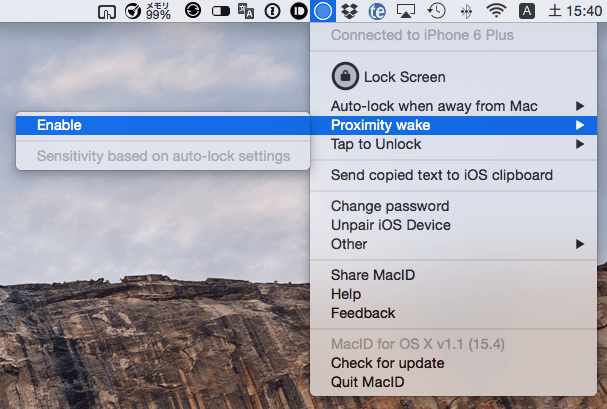 メモリ
99%
te
A
土 15:40
Connected to iPhone 6 Plus
Lock Screen
Auto-lock when away from Mac
Proximity wake
Enable
Sensitivity based on auto-lock settings
Tap to Unlock
Send copied text to iOS clipboard
Change password
Unpair iOS Device
Other
Share MacID
Help
Feedback
MacID for OS X v1.1 (15.4)
Check for update
Quit MacID